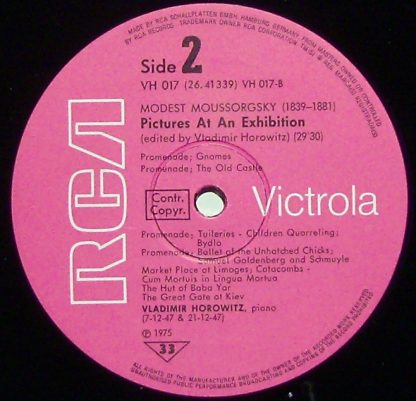 MADE BY RCA SCHALLPLATTEN GMBH, HAMBURG, GERMANY FROM MASTERS OWNED OR CONTROLLED
BY RCA RECORDS. TRADEMARK OWNER RCA CORPORATION. TM(S) ® REG. MARCA(S) REGISTRADA(S)
Side 2
VH 017 (26.41339) VH 017-B
MODEST MOUSSORGSKY (1839–1881)
Pictures At An Exhibition
(edited by Vladimir Horowitz) (29'30)
Promenade; Gnomes
Promenade; The Old Castle
Contr.
Copyr.
RCA
Victrola
Promenade; Tuileries - Children Quarreling;
Bydlo
Promenade; Ballet of the Unhatched Chicks;
Samuel Goldenberg and Schmuyle
Market Place at Limoges; Catacombs -
Cum Mortuis in Lingua Mortua
The Hut of Baba Yar
The Great Gate at Kiev
VLADIMIR HOROWITZ, piano
(7-12-47 & 21-12-47)
℗ 1975
33
ALL RIGHTS OF THE MANUFACTURER AND OF THE OWNER OF THE RECORDED WORK RESERVED
UNAUTHORISED PUBLIC PERFORMANCE BROADCASTING AND COPYING OF THE RECORD PROHIBITED